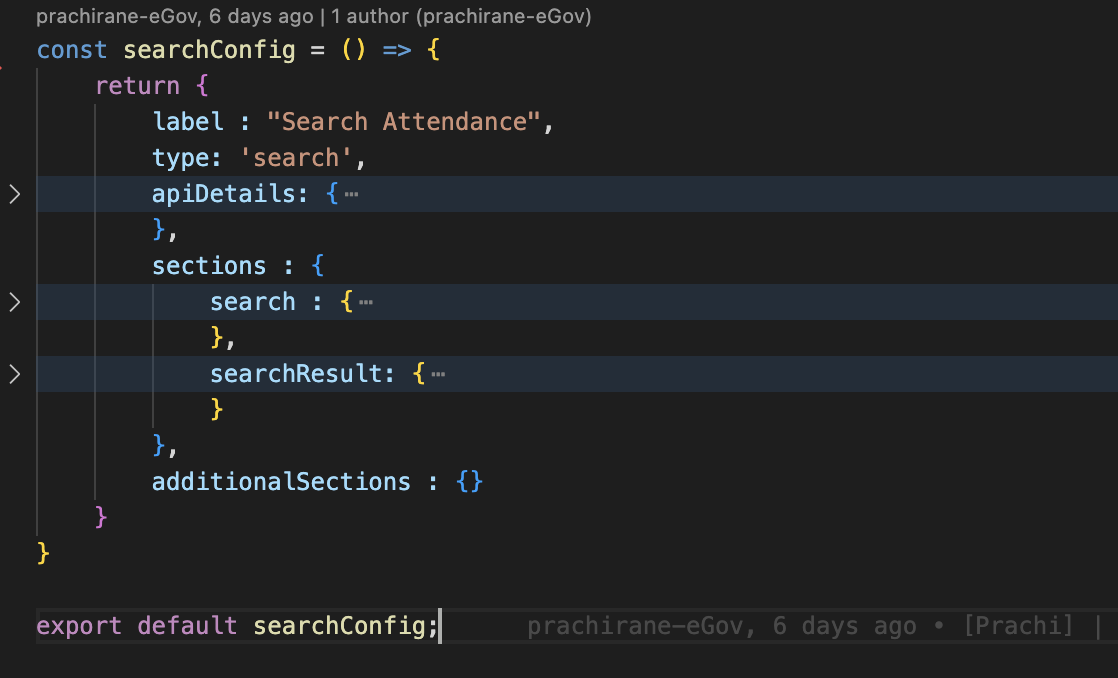 prachirane-eGov, 6 days ago | 1 author (prachirane-eGov)
const searchConfig = () => {
    return {
        label : "Search Attendance",
        type: 'search',
        apiDetails: {…
        },
        sections : {
            search : {…
            },
            searchResult: {…
            }
        },
        additionalSections : {}
    }
}

export default searchConfig; prachirane-eGov, 6 days ago • [Prachi] |